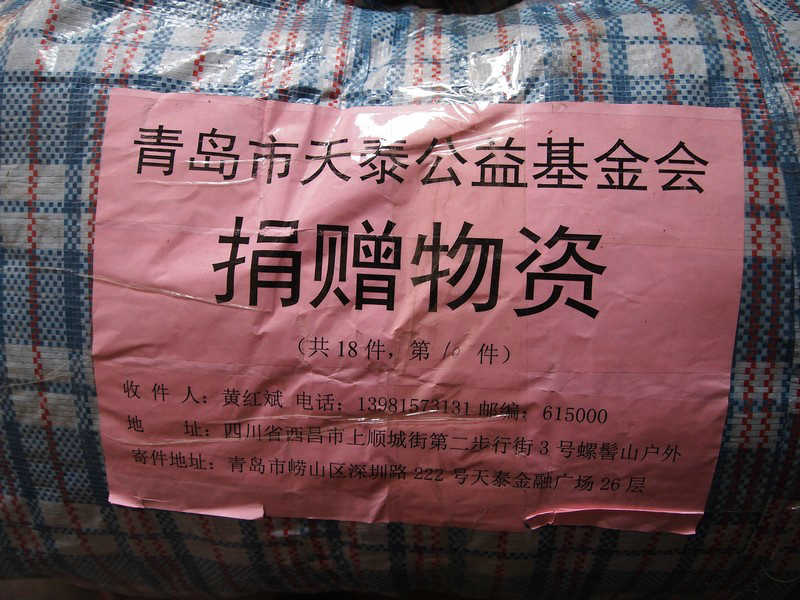 青岛市天泰公益基金会
捐赠物资
（共18件，第10件）
收件人：黄红斌 电话：13981573131 邮编：615000
地 址：四川省西昌市上顺城街第二步行街3号螺髻山户外
寄件地址：青岛市崂山区深圳路222号天泰金融广场26层